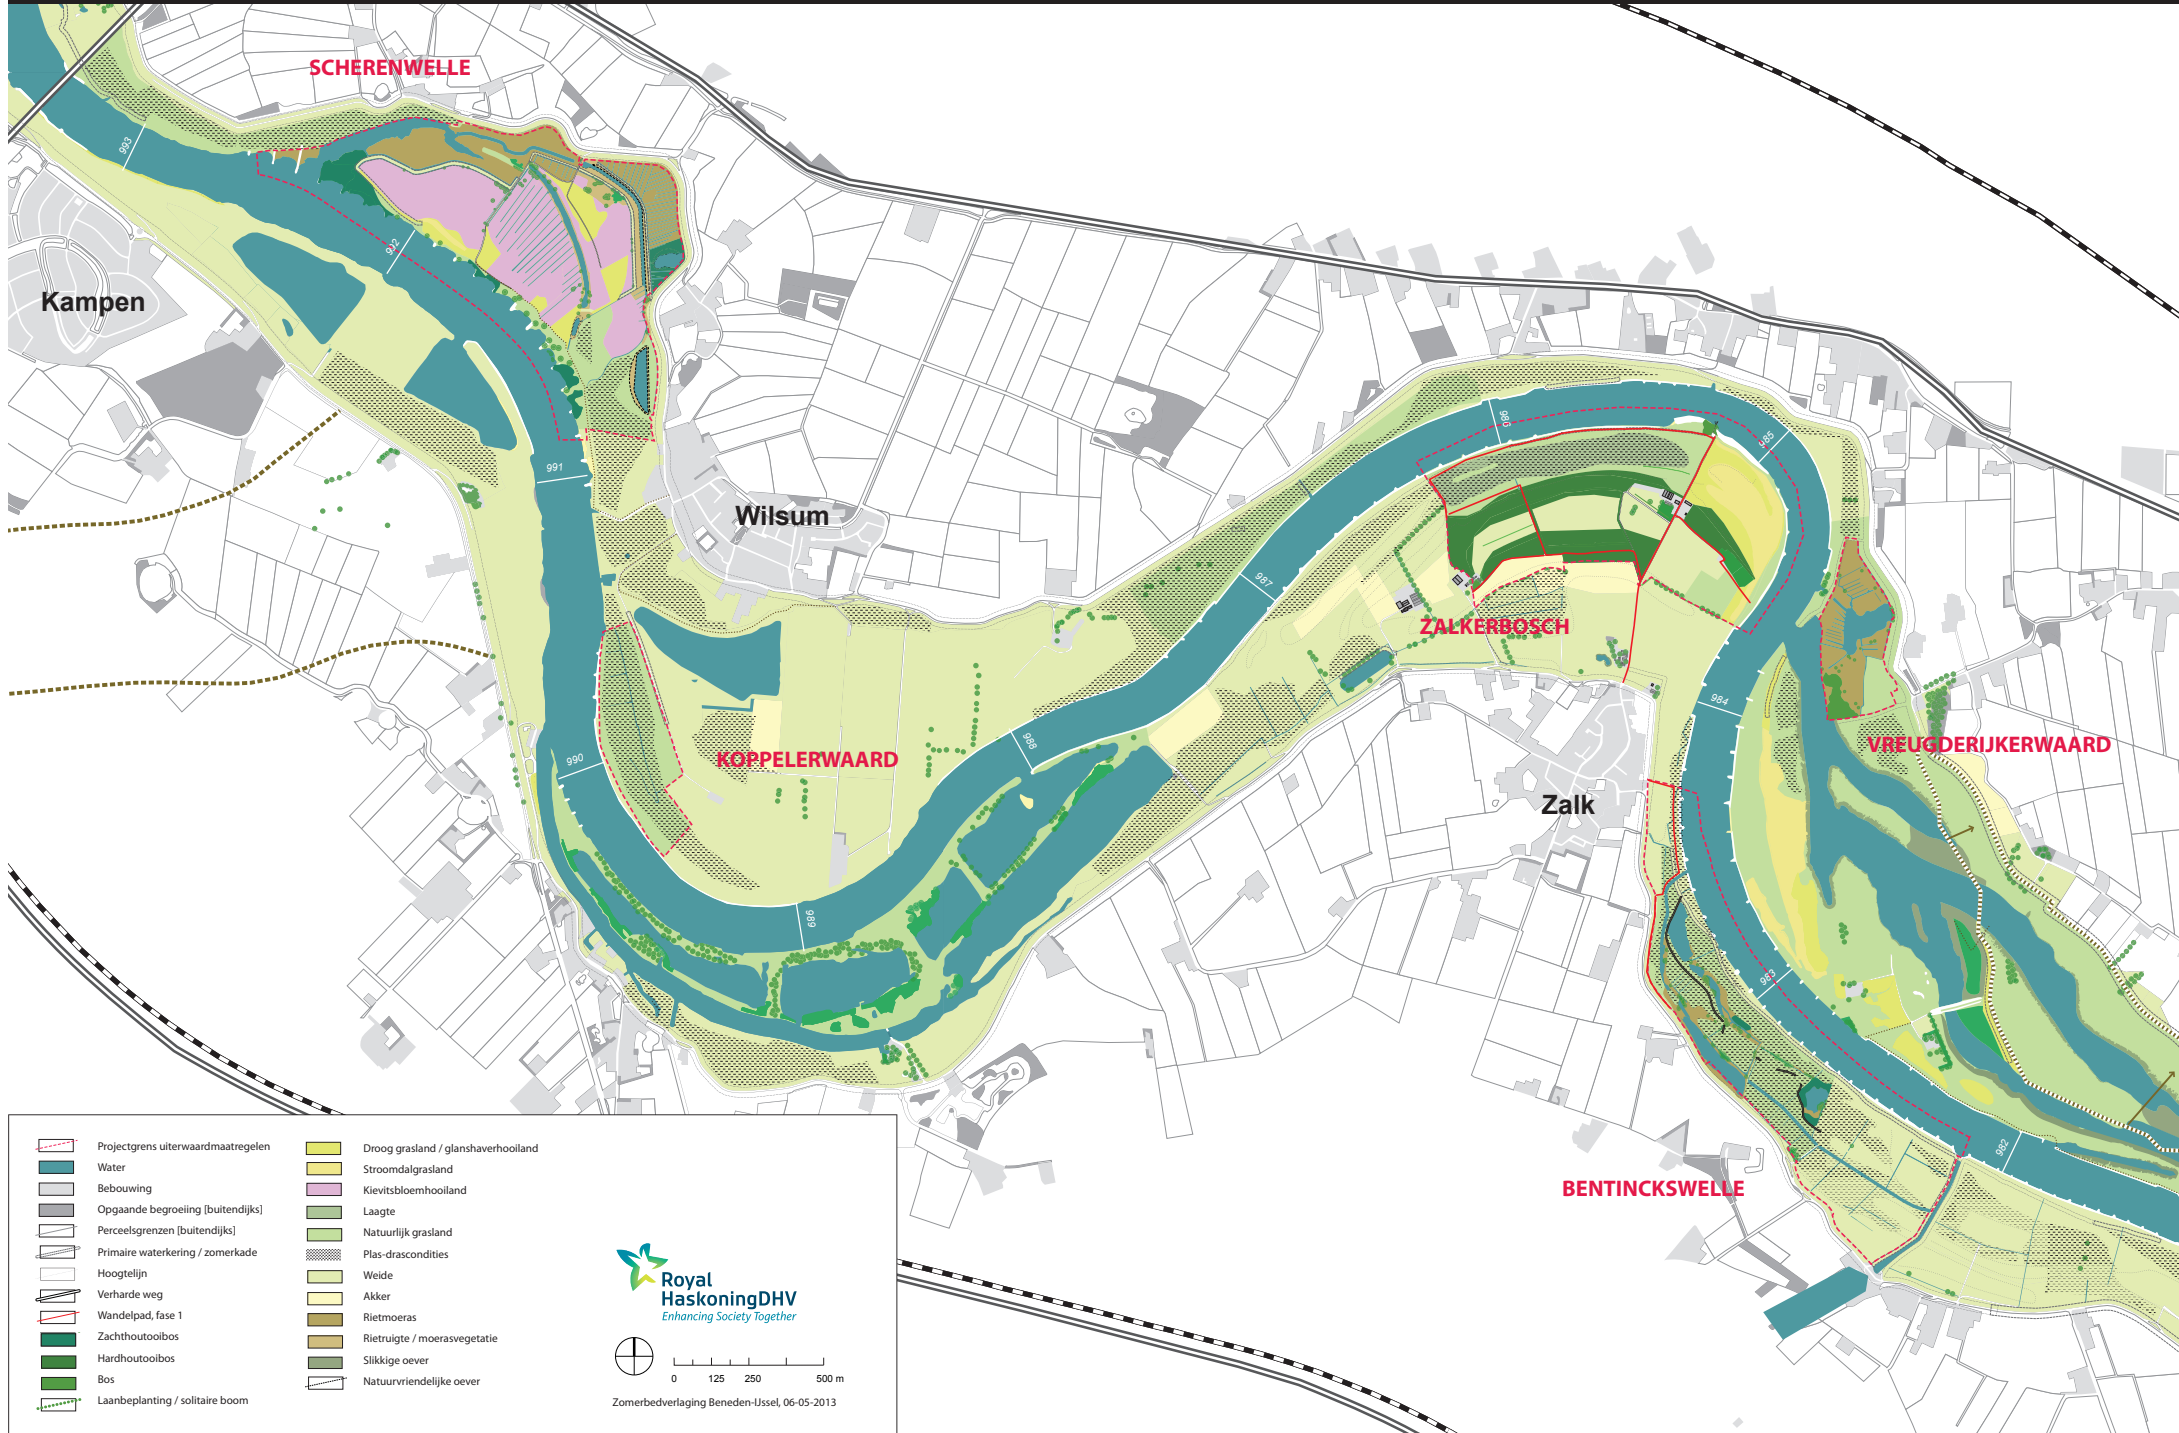 SCHERENWELLE
993
992
Kampen
991
Wilsum
986
985
987
ZALKERBOSCH
984
990
988
KOPPELERWAARD
VREUGDERIJKERWAARD
Zalk
989
983
982
BENTINCKSWELLE
Projectgrens uiterwaardmaatregelen
Water
Bebouwing
Opgaande begroeiing [buitendijks]
Perceelsgrenzen [buitendijks]
Primaire waterkering / zomerkade
Hoogtelijn
Verharde weg
Wandelpad, fase 1
Zachthoutooibos
Hardhoutooibos
Bos
Laanbeplanting / solitaire boom
Droog grasland / glanshaverhooiland
Stroomdalgrasland
Kievitsbloemhooiland
Laagte
Natuurlijk grasland
Plas-drascondities
Weide
Akker
Rietmoeras
Rietruigte / moerasvegetatie
Slikkige oever
Natuurvriendelijke oever
Royal
HaskoningDHV
Enhancing Society Together
0 125 250 500 m
Zomerbedverlaging Beneden-IJssel, 06-05-2013